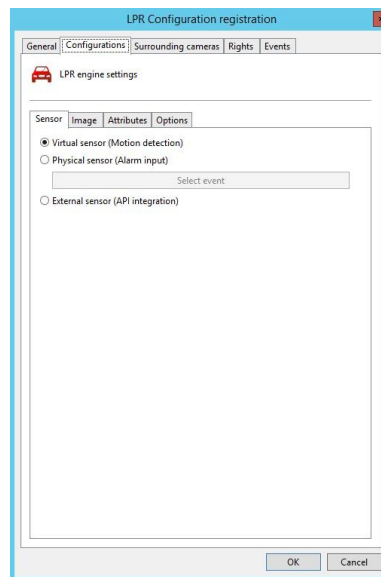 LPR Configuration registration
General Configurations Surrounding cameras Rights Events
LPR engine settings
Sensor Image Attributes Options
Virtual sensor (Motion detection)
Physical sensor (Alarm input)
Select event
External sensor (API integration)
OK Cancel